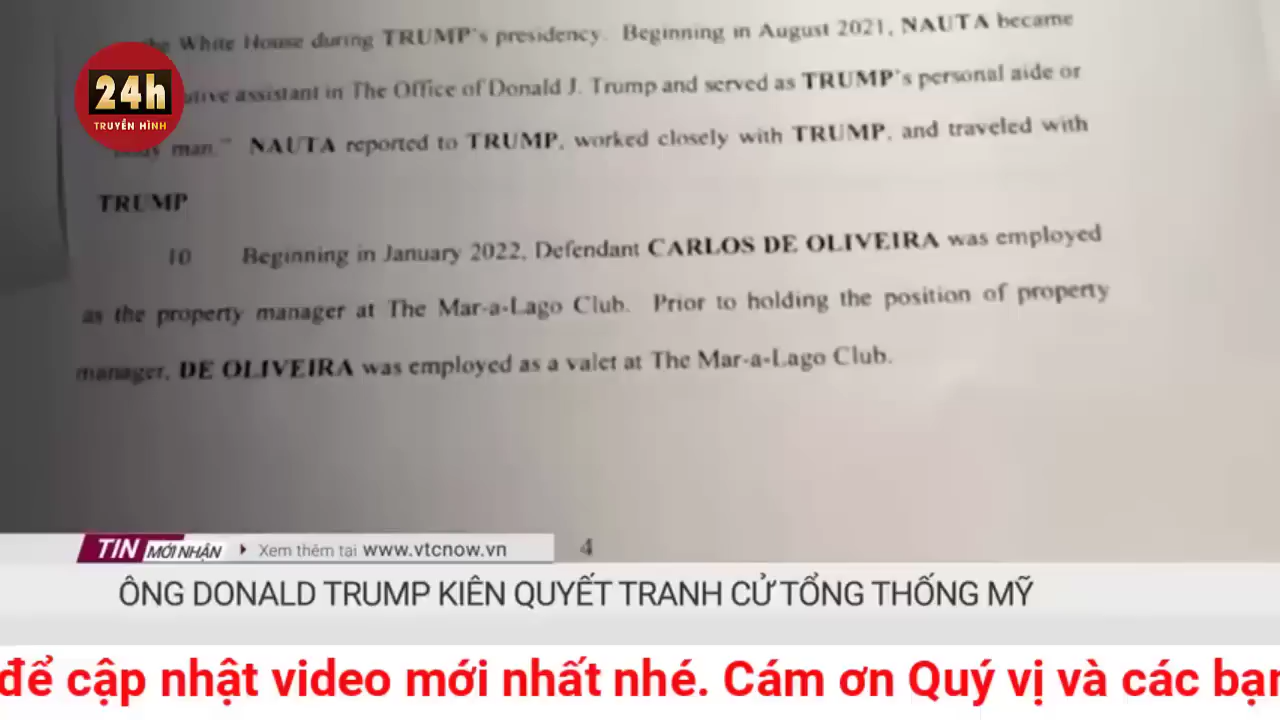 the White House during TRUMP's presidency. Beginning in August 2021, NAUTA became
assistant in The Office of Donald J. Trump and served as TRUMP's personal aide or
man." NAUTA reported to TRUMP, worked closely with TRUMP, and traveled with
TRUMP
10 Beginning in January 2022, Defendant CARLOS DE OLIVEIRA was employed
as the property manager at The Mar-a-Lago Club. Prior to holding the position of property
manager, DE OLIVEIRA was employed as a valet at The Mar-a-Lago Club.
4
24h
TRUYỀN HÌNH
TIN MỚI NHẬN Xem thêm tại www.vtcnow.vn
ÔNG DONALD TRUMP KIÊN QUYẾT TRANH CỬ TỔNG THỐNG MỸ
để cập nhật video mới nhất nhé. Cám ơn Quý vị và các bạn